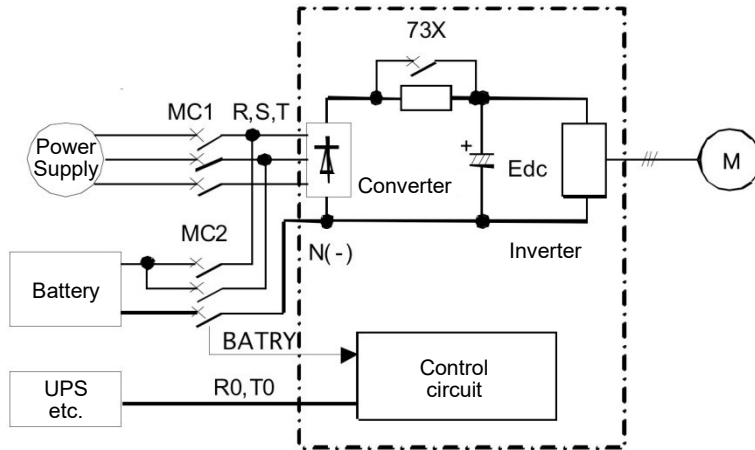 73X
MC1
R,S,T
Power
Supply
+
Edc
M
Converter
MC2
N(-)
Inverter
Battery
BATRY
Control
circuit
UPS
etc.
R0,T0